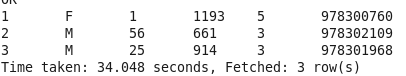 OK
1 F 1 1193 5 978300760
2 M 56 661 3 978302109
3 M 25 914 3 978301968
Time taken: 34.048 seconds, Fetched: 3 row(s)